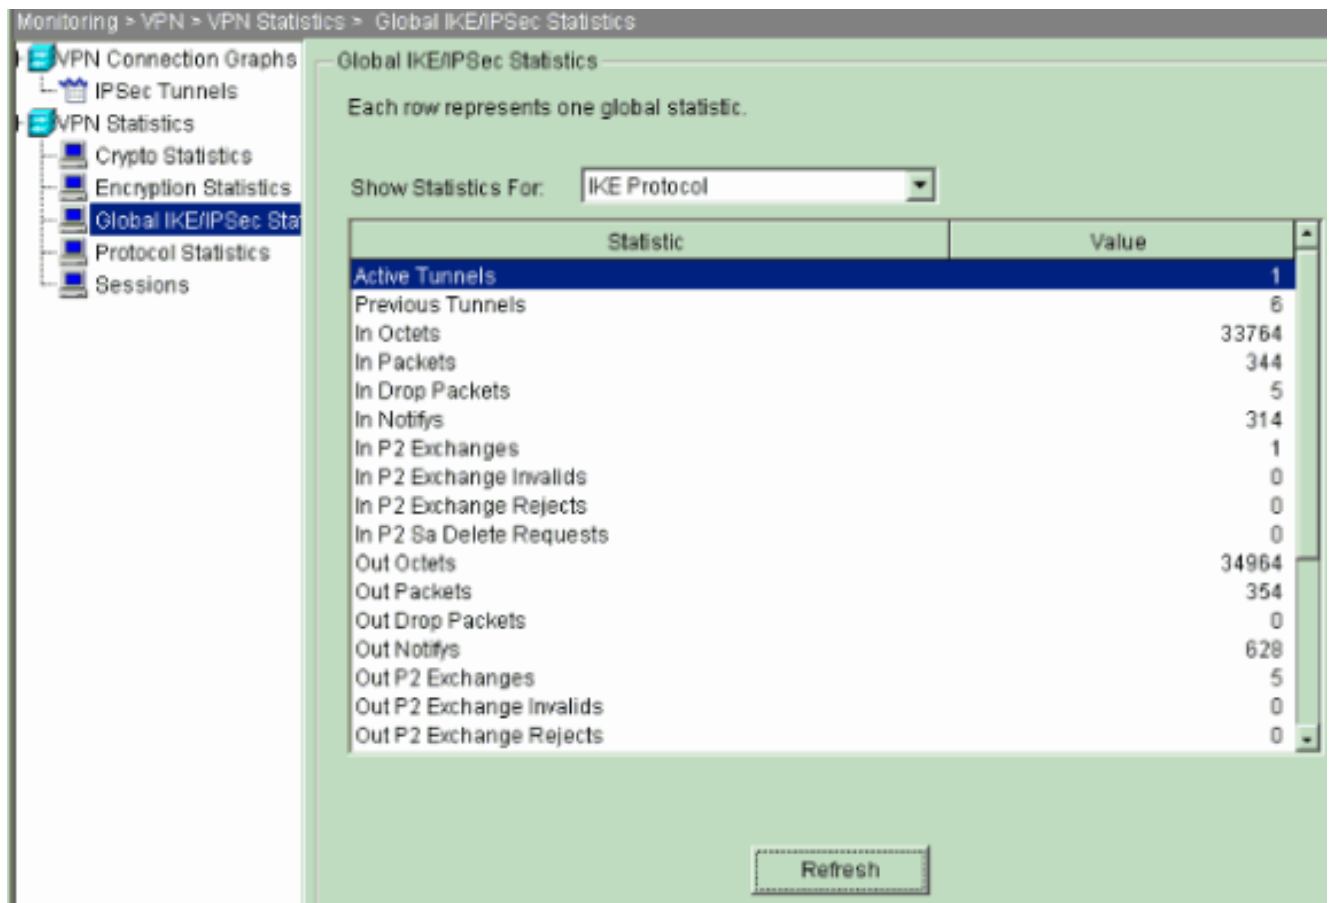 Monitoring > VPN > VPN Statistics > Global IKE/IPSec Statistics
VPN Connection Graphs
IPSec Tunnels
VPN Statistics
Crypto Statistics
Encryption Statistics
Global IKE/IPSec Sta
Protocol Statistics
Sessions
Global IKE/IPSec Statistics
Each row represents one global statistic.
Show Statistics For: IKE Protocol
Statistic Value
Active Tunnels 1
Previous Tunnels 6
In Octets 33764
In Packets 344
In Drop Packets 5
In Notifys 314
In P2 Exchanges 1
In P2 Exchange Invalids 0
In P2 Exchange Rejects 0
In P2 Sa Delete Requests 0
Out Octets 34964
Out Packets 354
Out Drop Packets 0
Out Notifys 628
Out P2 Exchanges 5
Out P2 Exchange Invalids 0
Out P2 Exchange Rejects 0
Refresh